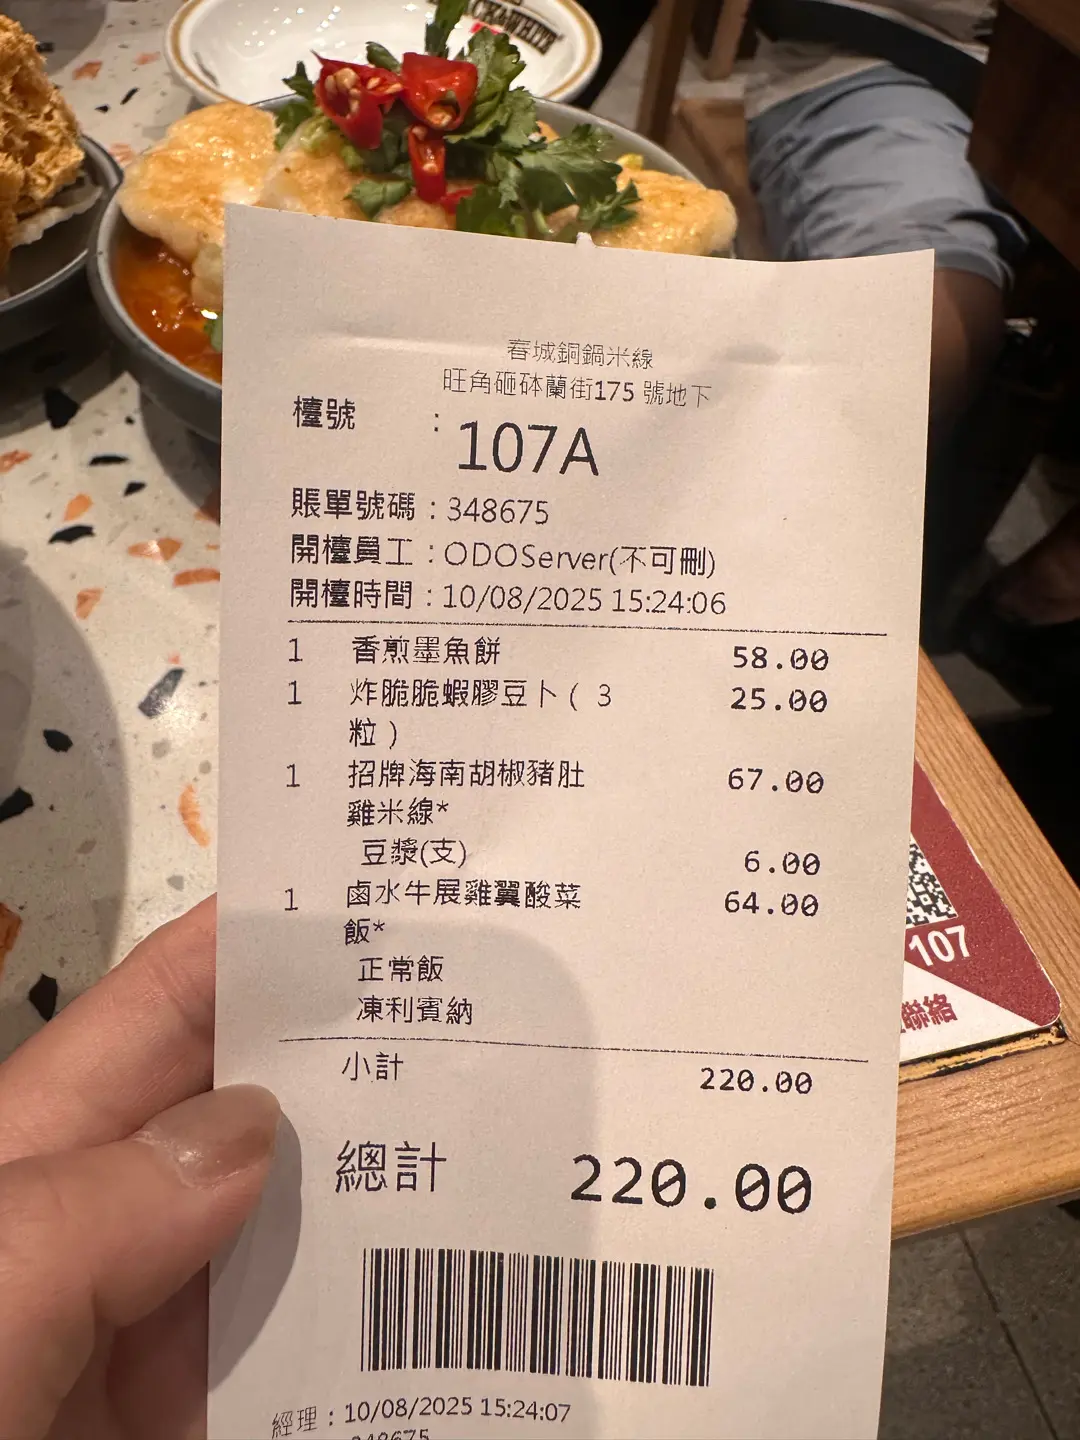 CK&WHITE
春城銅鍋米線
旺角砸砵蘭街175 號地下
檯號 : 107A
賬單號碼 : 348675
開檯員工 : ODOServer(不可刪)
開檯時間 : 10/08/2025 15:24:06
1 香煎墨魚餅 58.00
1 炸脆脆蝦膠豆卜 ( 3 25.00
粒 )
1 招牌海南胡椒豬肚 67.00
雞米線*
豆漿(支) 6.00
1 鹵水牛展雞翼酸菜 64.00
飯*
正常飯
凍利賓納
小計 220.00
總計 220.00
經理 : 10/08/2025 15:24:07
348675
107
聯絡